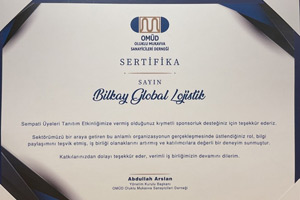 OMÜD
OLUKLU MUKAVVA
SANAYİCİLERİ DERNEĞİ
SERTİFİKA
SAYIN
Bilkay Global Lojistik
Sempati Üyeleri Tanıtım Etkinliğimize vermiş olduğunuz kıymetli sponsorluk desteğiniz için teşekkür ederiz.
Sektörümüzü bir araya getiren bu anlamlı organizasyonun gerçekleşmesinde üstlendiğiniz rol, bilgi
paylaşımını teşvik etmiş, iş birliği olanaklarını artırmış ve katılımcılara değerli bir deneyim sunmuştur.
Katkılarınızdan dolayı teşekkür eder, verimli iş birliğimizin devamını dilerim.
Abdullah Arslan
Yönetim Kurulu Başkanı
OMÜD Oluklu Mukavva Sanayicileri Derneği